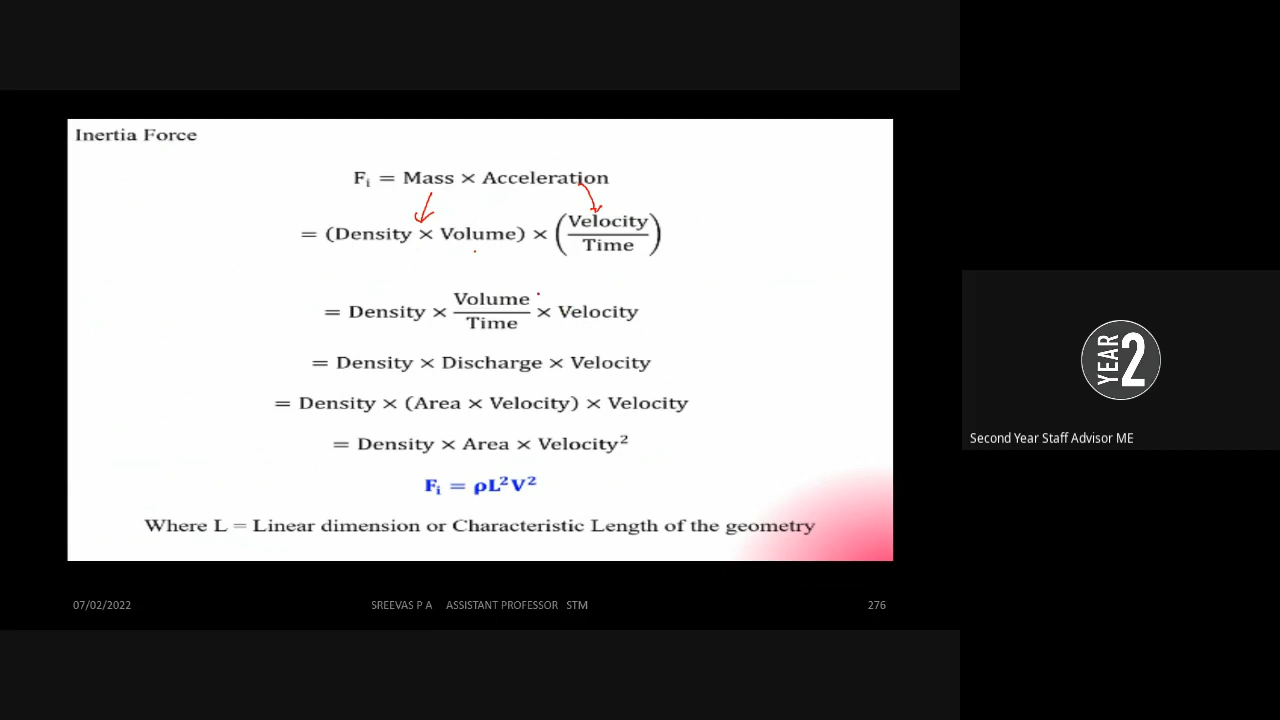 Inertia Force
Fᵢ = Mass × Acceleration
= (Density × Volume) × (Velocity / Time)
= Density × Volume / Time × Velocity
= Density × Discharge × Velocity
= Density × (Area × Velocity) × Velocity
= Density × Area × Velocity²
Fᵢ = ρL²V²
Where L = Linear dimension or Characteristic Length of the geometry
07/02/2022 SREEVAS P A ASSISTANT PROFESSOR STM 276
YEAR 2
Second Year Staff Advisor ME